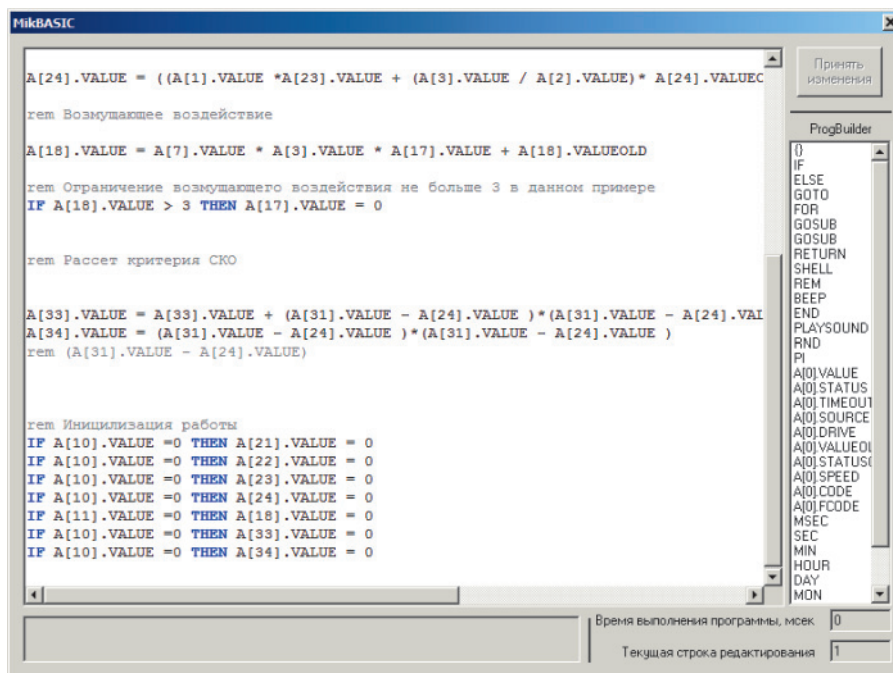 MikBASIC
A[24].VALUE = ((A[1].VALUE *A[23].VALUE + (A[3].VALUE / A[2].VALUE)* A[24].VALUEO
rem Возмущающее воздействие
A[18].VALUE = A[7].VALUE * A[3].VALUE * A[17].VALUE + A[18].VALUEOLD
rem Ограничение возмущающего воздействия не больше 3 в данном примере
IF A[18].VALUE > 3 THEN A[17].VALUE = 0
rem Рассет критерия СКО
A[33].VALUE = A[33].VALUE + (A[31].VALUE - A[24].VALUE )*(A[31].VALUE - A[24].VAL
A[34].VALUE = (A[31].VALUE - A[24].VALUE )*(A[31].VALUE - A[24].VALUE )
rem (A[31].VALUE - A[24].VALUE)
rem Иницилизация работы
IF A[10].VALUE =0 THEN A[21].VALUE = 0
IF A[10].VALUE =0 THEN A[22].VALUE = 0
IF A[10].VALUE =0 THEN A[23].VALUE = 0
IF A[10].VALUE =0 THEN A[24].VALUE = 0
IF A[11].VALUE =0 THEN A[18].VALUE = 0
IF A[10].VALUE =0 THEN A[33].VALUE = 0
IF A[10].VALUE =0 THEN A[34].VALUE = 0
Принять
изменения
ProgBuilder
{}
IF
ELSE
GOTO
FOR
GOSUB
GOSUB
RETURN
SHELL
REM
BEEP
END
PLAYSOUND
RND
PI
A[0].VALUE
A[0].STATUS
A[0].TIMEOUT
A[0].SOURCE
A[0].DRIVE
A[0].VALUEOL
A[0].STATUSO
A[0].SPEED
A[0].CODE
A[0].FCODE
MSEC
SEC
MIN
HOUR
DAY
MON
Время выполнения программы, мсек 0
Текущая строка редактирования 1